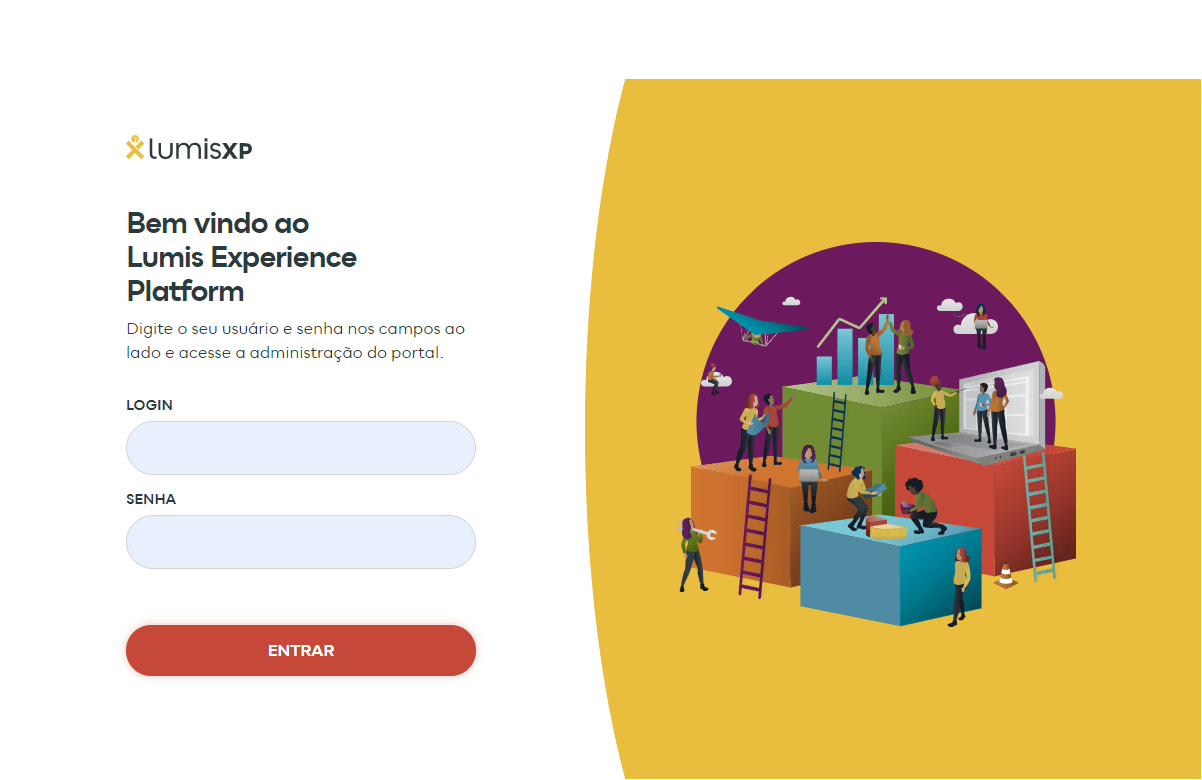 lumisXP
Bem vindo ao
Lumis Experience
Platform
Digite o seu usuário e senha nos campos ao
lado e acesse a administração do portal.
LOGIN
SENHA
ENTRAR